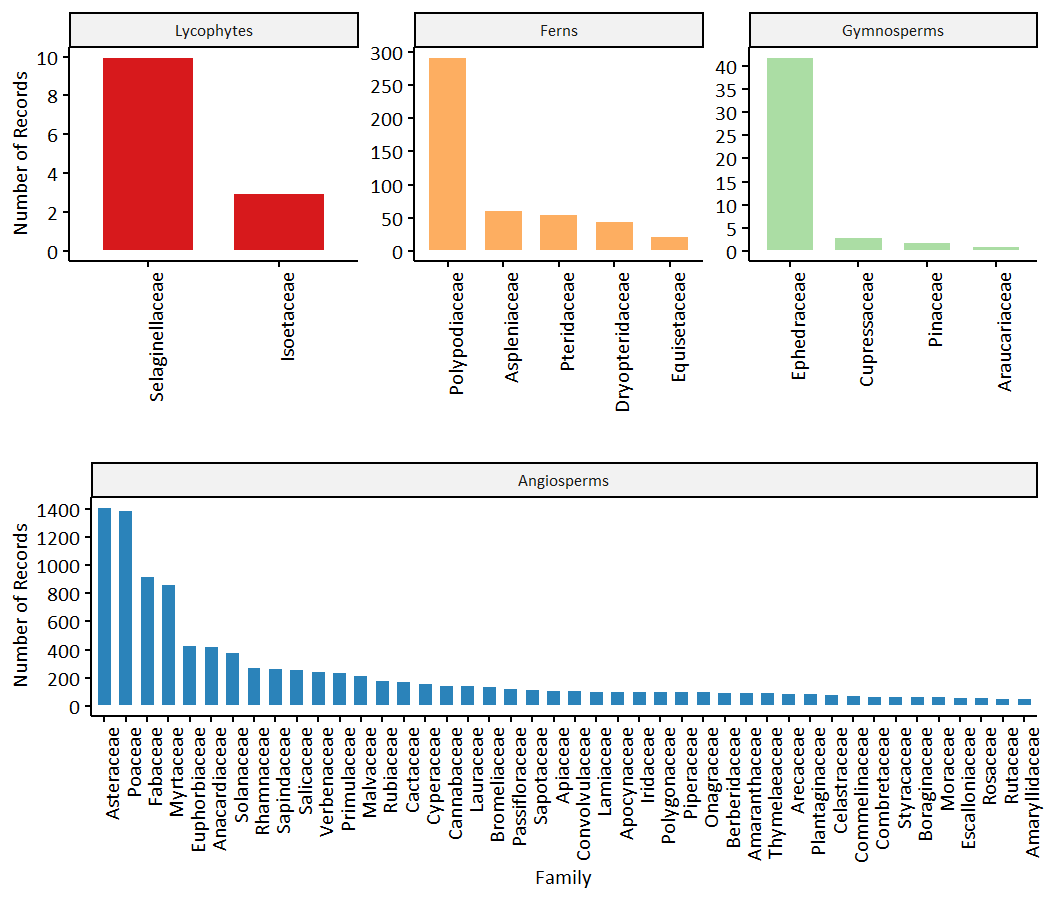 Lycophytes
Number of Records
10
8
6
4
2
0
Selaginellaceae
Isoetaceae
Ferns
300
250
200
150
100
50
0
Polypodiaceae
Aspleniaceae
Pteridaceae
Dryopteridaceae
Equisetaceae
Gymnosperms
40
35
30
25
20
15
10
5
0
Ephedraceae
Cupressaceae
Pinaceae
Araucariaceae
Angiosperms
Number of Records
1400
1200
1000
800
600
400
200
0
Asteraceae
Poaceae
Fabaceae
Myrtaceae
Euphorbiaceae
Anacardiaceae
Solanaceae
Rhamnaceae
Sapindaceae
Salicaceae
Verbenaceae
Primulaceae
Malvaceae
Rubiaceae
Cactaceae
Cyperaceae
Cannabaceae
Lauraceae
Bromeliaceae
Passifloraceae
Sapotaceae
Apiaceae
Convolvulaceae
Lamiaceae
Apocynaceae
Iridaceae
Polygonaceae
Piperaceae
Onagraceae
Berberidaceae
Amaranthaceae
Thymelaeaceae
Arecaceae
Plantaginaceae
Celastraceae
Commelinaceae
Combretaceae
Styracaceae
Boraginaceae
Moraceae
Escalloniaceae
Rosaceae
Rutaceae
Amaryllidaceae
Family